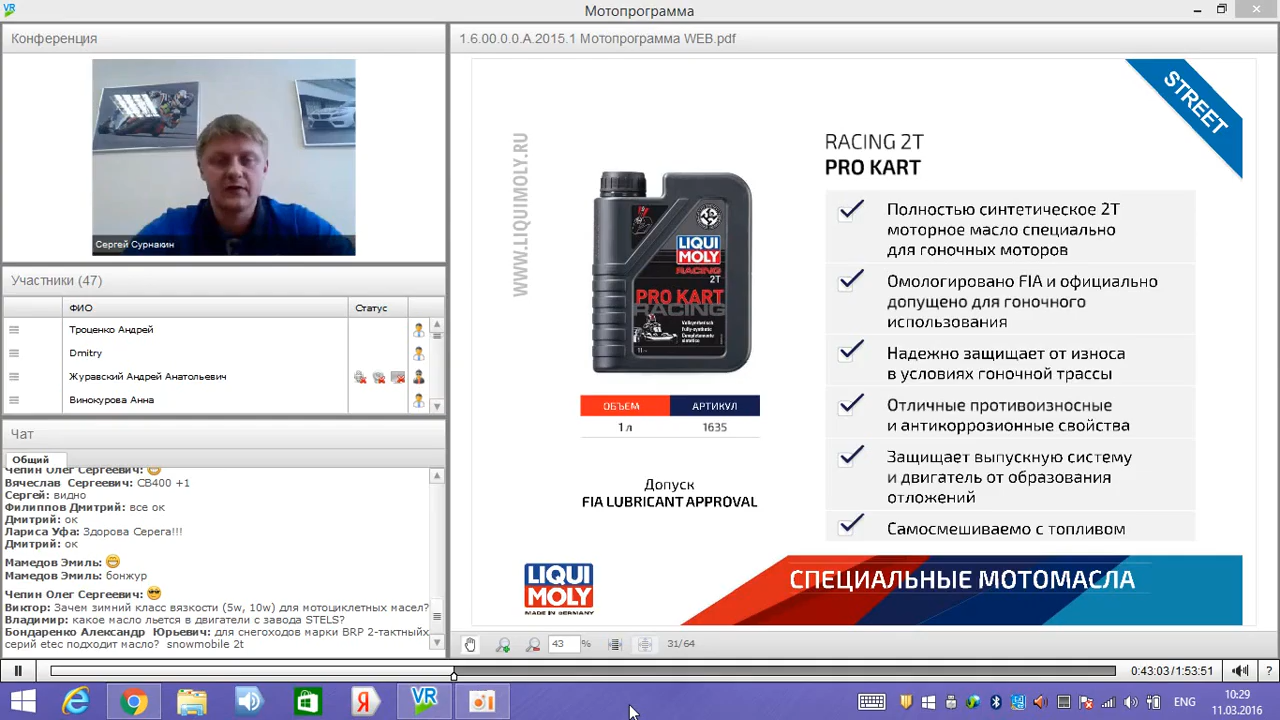 Мотопрограмма
Конференция
Сергей Сурнакин
Участники (47)
ФИО
Статус
Троценко Андрей
Dmitry
Журавский Андрей Анатольевич
Винокурова Анна
Чат
Общий
Чепин Олег Сергеевич:
Вячеслав Сергеевич: CB400 +1
Сергей: видно
Филиппов Дмитрий: все ок
Дмитрий: ок
Лариса Уфа: Здорова Серега!!!
Дмитрий: ок
Мамедов Эмиль:
Мамедов Эмиль: бонжур
Чепин Олег Сергеевич:
Виктор: Зачем зимний класс вязкости (5w, 10w) для мотоциклетных масел?
Владимир: какое масло льется в двигатели с завода STELS?
Бондаренко Александр Юрьевич: для снегоходов марки BRP 2-тактныйх
серий etec подходит масло? snowmobile 2t
1.6.00.0.0.A.2015.1 Мотопрограмма WEB.pdf
STREET
WWW.LIQUIMOLY.RU
LIQUI
MOLY
RACING
2T
PRO KART
RACING
Vollsynthetisch
Fully-synthetic
1 L
RACING 2T
PRO KART
Полностью синтетическое 2Т
моторное масло специально
для гоночных моторов
Омологировано FIA и официально
допущено для гоночного
использования
Надежно защищает от износа
в условиях гоночной трассы
Отличные противоизносные
и антикоррозионные свойства
Защищает выпускную систему
и двигатель от образования
отложений
Самосмешиваемо с топливом
ОБЪЕМ
АРТИКУЛ
1 л
1635
Допуск
FIA LUBRICANT APPROVAL
LIQUI
MOLY
MADE IN GERMANY
СПЕЦИАЛЬНЫЕ МОТОМАСЛА
43 %
31/64
0:43:03/1:53:51
?
VR
Я
ENG
10:29
11.03.2016